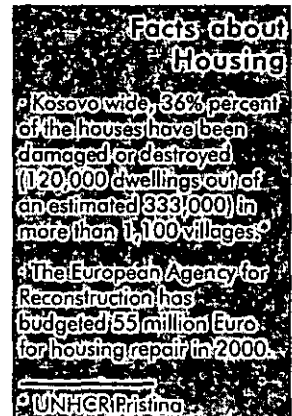 Facts about
Housing
° Kosovo wide, 36% percent
of the houses have been
damaged or destroyed
(120,000 dwellings out of
an estimated 333,000) in
more than 1,100 villages.*
° The European Agency for
Reconstruction has
budgeted 55 million Euro
for housing repair in 2000.
* UNHCR Pristina